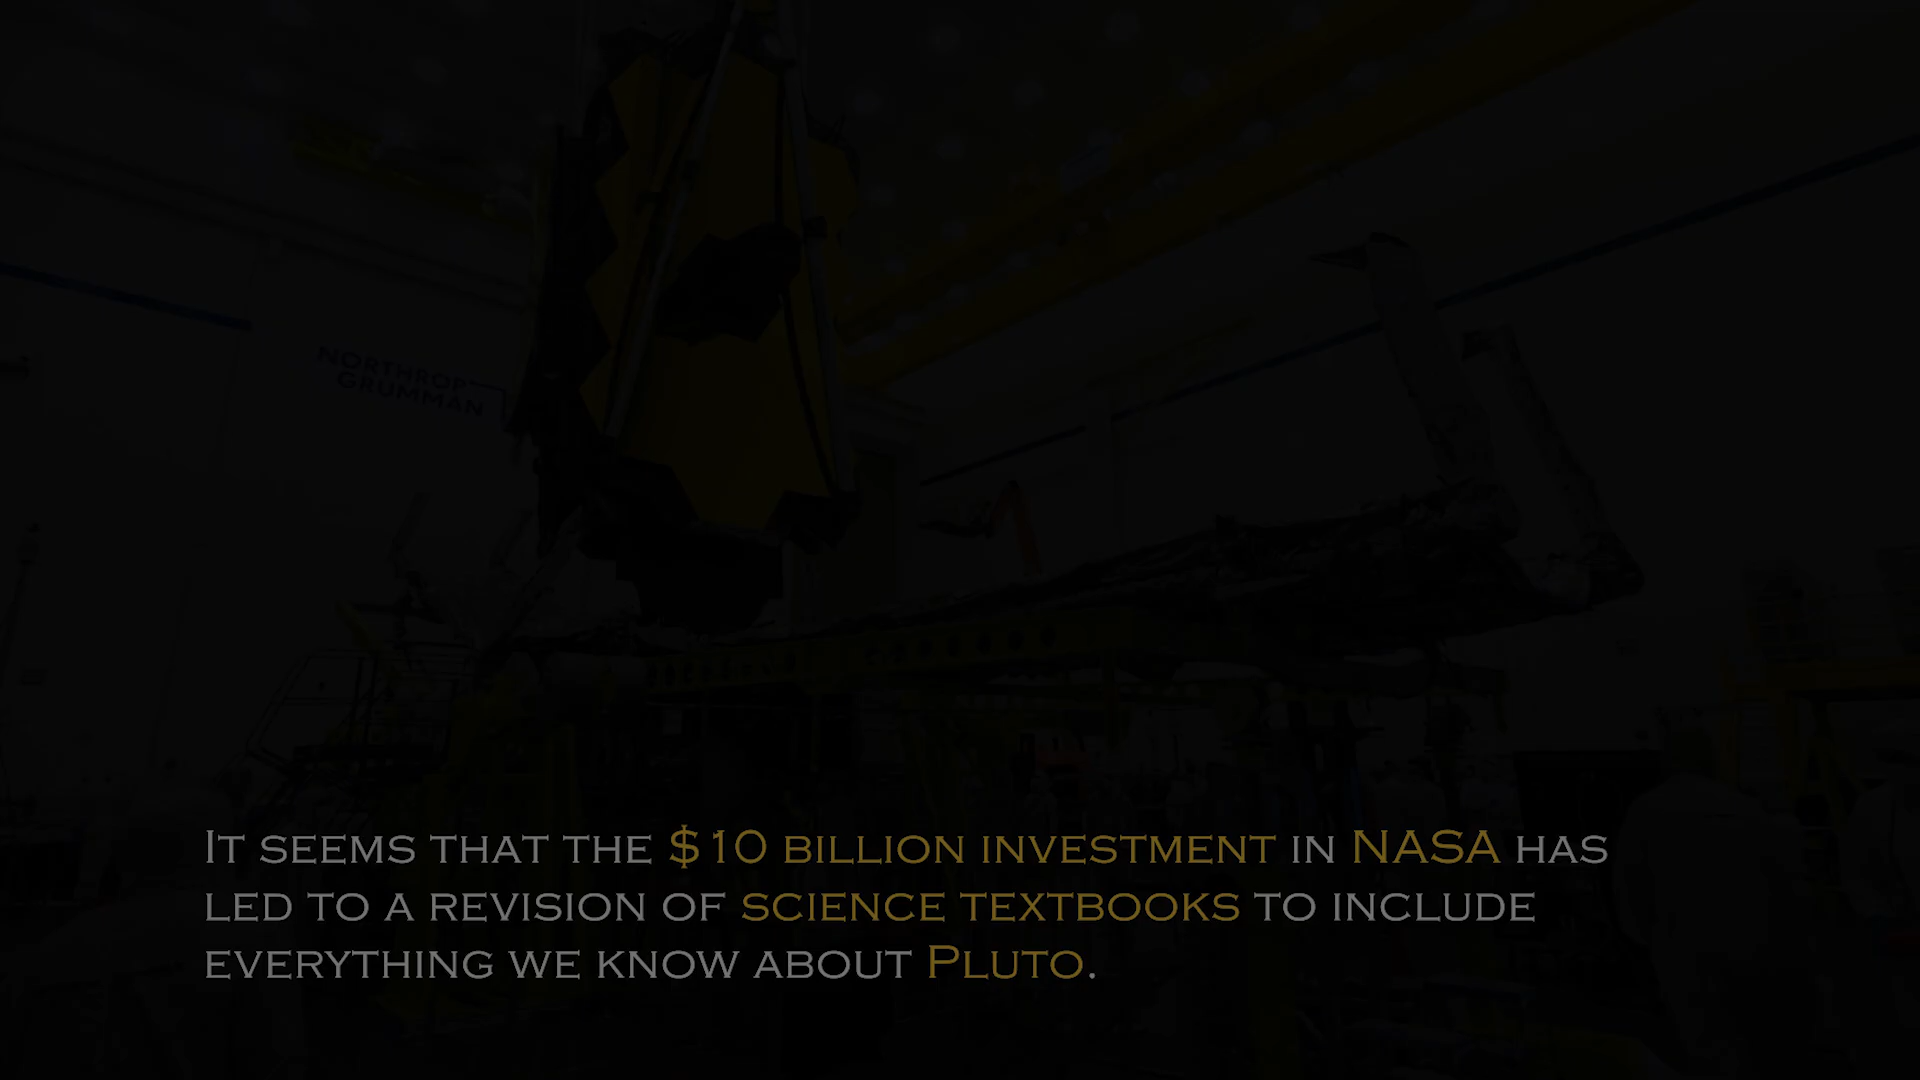 NORTHROP
GRUMMAN
It seems that the $10 billion investment in NASA has
led to a revision of science textbooks to include
everything we know about Pluto.